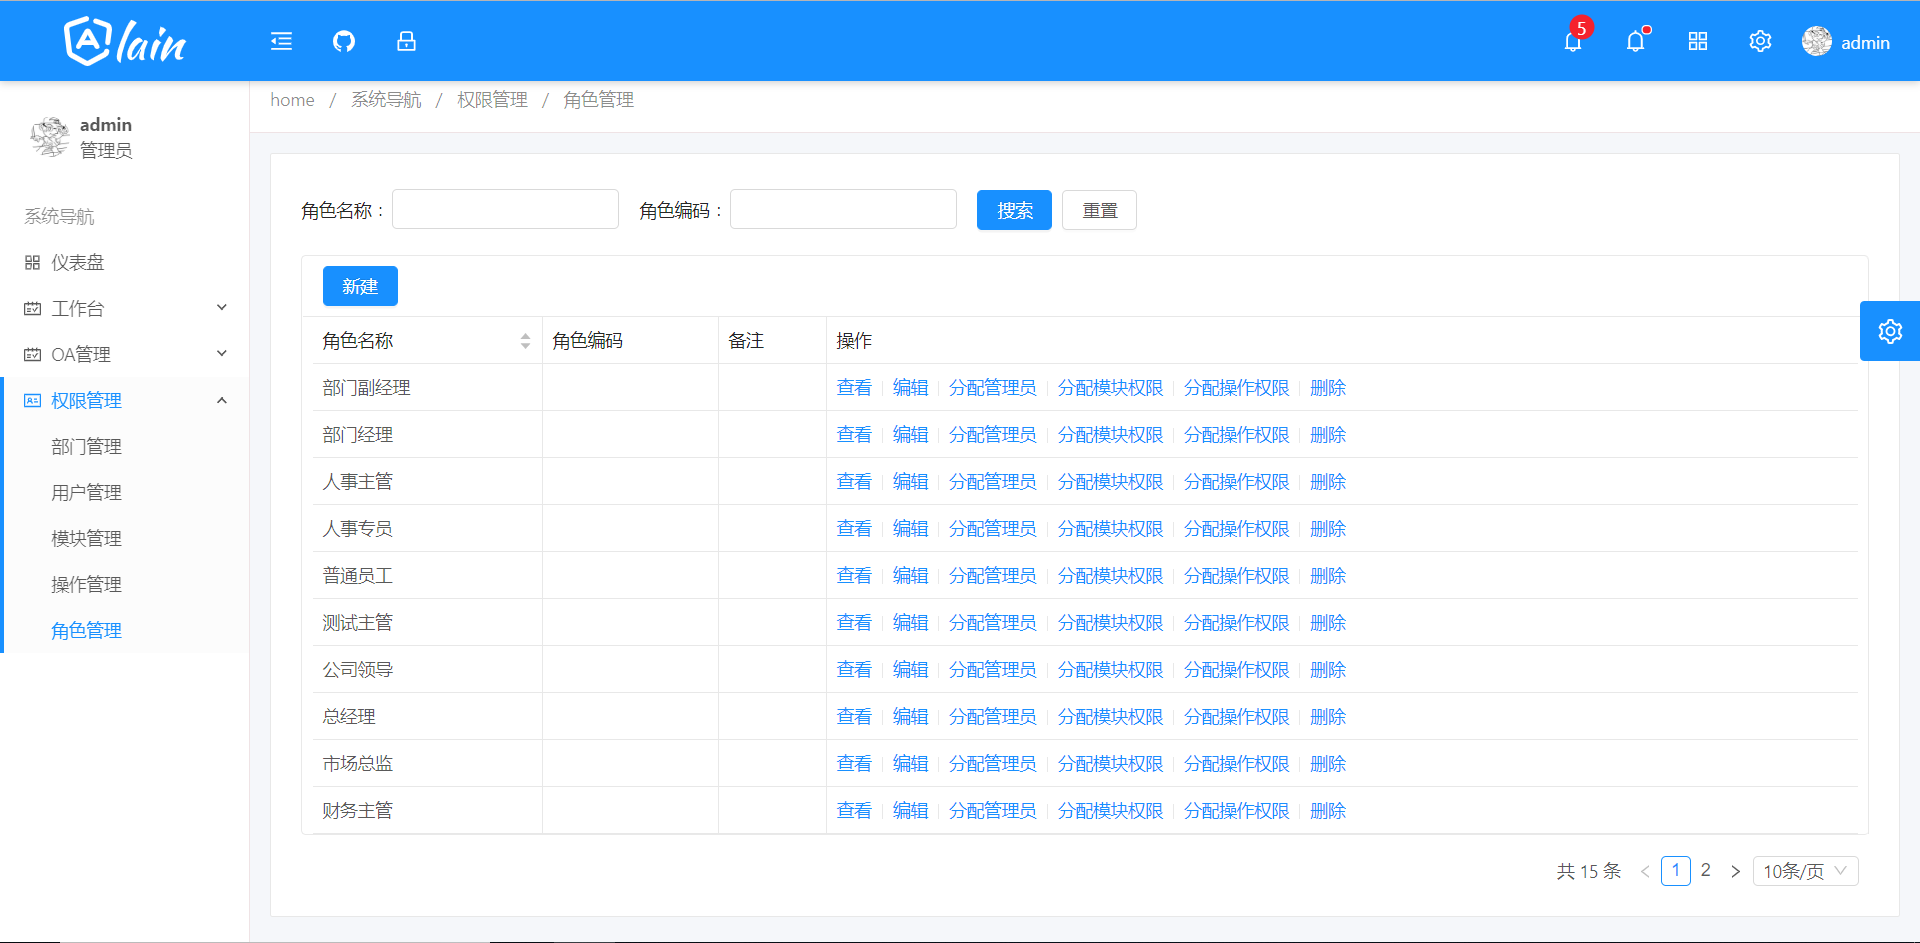 Alain 5 admin
home / 系统导航 / 权限管理 / 角色管理
admin
管理员
系统导航
仪表盘
工作台
OA管理
权限管理
部门管理
用户管理
模块管理
操作管理
角色管理
角色名称： 角色编码： 搜索 重置
新建
角色名称 角色编码 备注 操作
部门副经理 查看 编辑 分配管理员 分配模块权限 分配操作权限 删除
部门经理 查看 编辑 分配管理员 分配模块权限 分配操作权限 删除
人事主管 查看 编辑 分配管理员 分配模块权限 分配操作权限 删除
人事专员 查看 编辑 分配管理员 分配模块权限 分配操作权限 删除
普通员工 查看 编辑 分配管理员 分配模块权限 分配操作权限 删除
测试主管 查看 编辑 分配管理员 分配模块权限 分配操作权限 删除
公司领导 查看 编辑 分配管理员 分配模块权限 分配操作权限 删除
总经理 查看 编辑 分配管理员 分配模块权限 分配操作权限 删除
市场总监 查看 编辑 分配管理员 分配模块权限 分配操作权限 删除
财务主管 查看 编辑 分配管理员 分配模块权限 分配操作权限 删除
共 15 条 < 1 2 > 10条/页